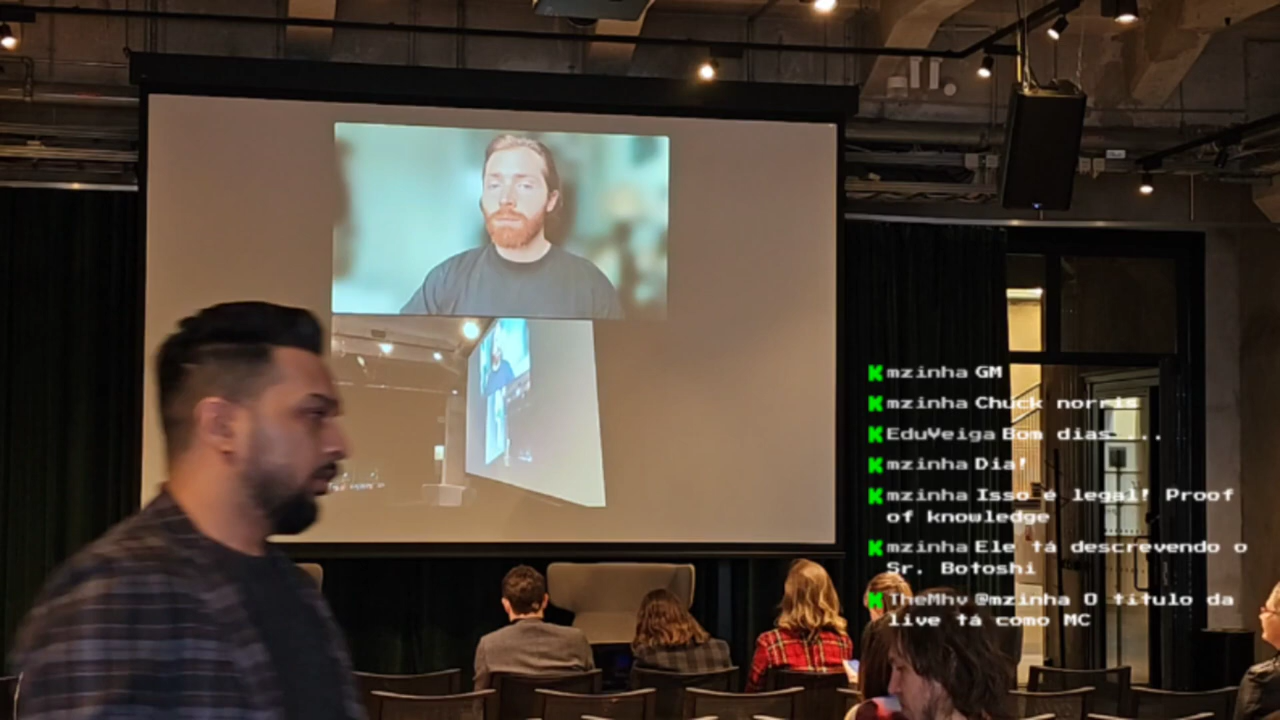 mzinha GM
mzinha Chuck norris
EduVeiga Bom dias ...
mzinha Dia!
mzinha Isso é legal! Proof
of knowledge
mzinha Ele tá descrevendo o
Sr. Botoshi
TheMhv @mzinha O título da
live tá como MC